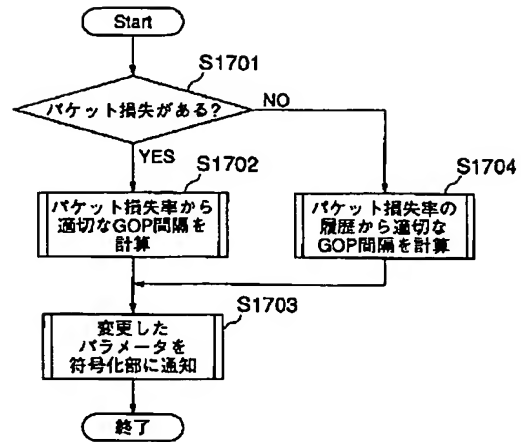 Start
S1701
パケット損失がある?
NO
YES
S1702
パケット損失率から
適切なGOP間隔を
計算
S1704
パケット損失率の
履歴から適切な
GOP間隔を計算
S1703
変更した
パラメータを
符号化部に通知
終了